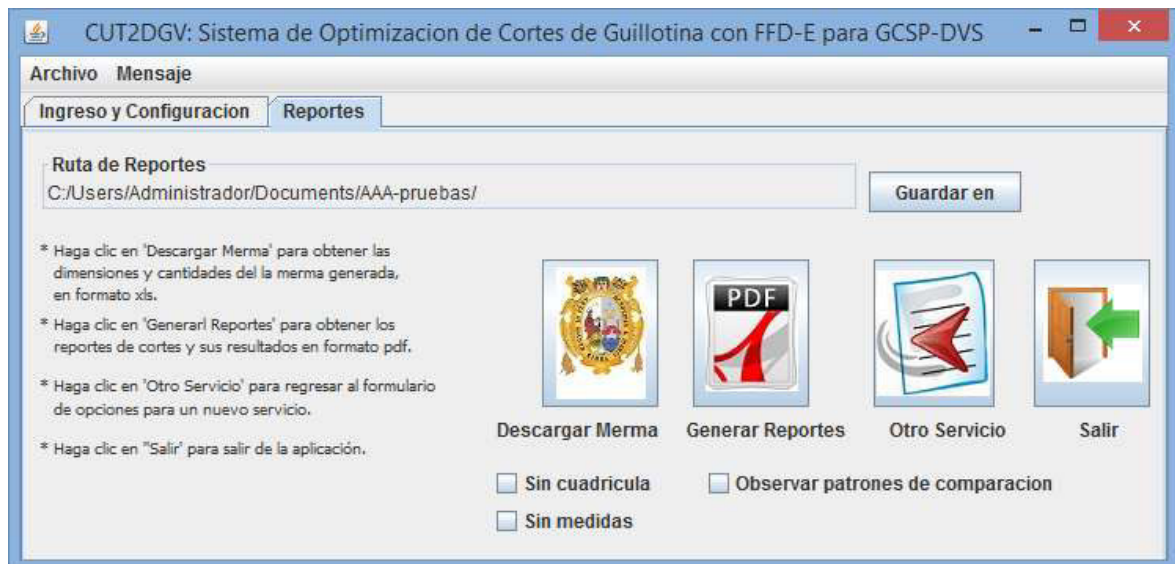 CUT2DGV: Sistema de Optimizacion de Cortes de Guillotina con FFD-E para GCSP-DVS
Archivo Mensaje
Ingreso y Configuracion Reportes
Ruta de Reportes
C:/Users/Administrador/Documents/AAA-pruebas/
Guardar en
* Haga clic en 'Descargar Merma' para obtener las
dimensiones y cantidades del la merma generada,
en formato xls.
* Haga clic en 'Generarl Reportes' para obtener los
reportes de cortes y sus resultados en formato pdf.
* Haga clic en 'Otro Servicio' para regresar al formulario
de opciones para un nuevo servicio.
* Haga clic en "Salir' para salir de la aplicación.
PDF
Descargar Merma Generar Reportes Otro Servicio Salir
Sin cuadricula Observar patrones de comparacion
Sin medidas